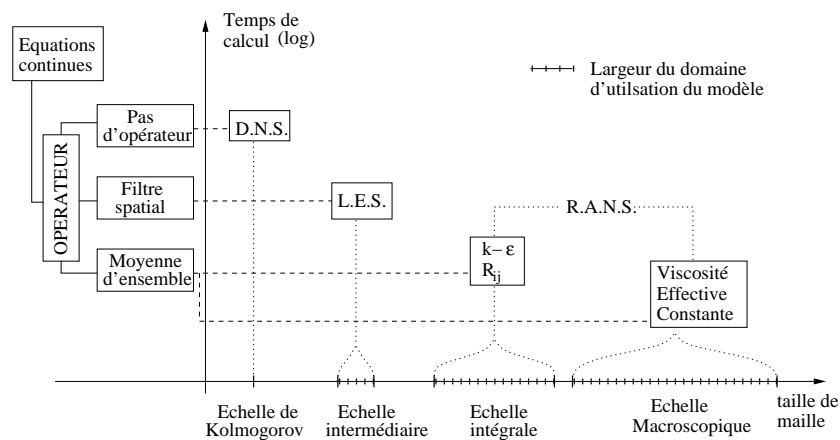 Equations
continues
Temps de
calcul (log)
Largeur du domaine
d'utilsation du modèle
OPERATEUR
Pas
d'opérateur
D.N.S.
Filtre
spatial
L.E.S.
R.A.N.S.
Moyenne
d'ensemble
k−ε
Rij
Viscosité
Effective
Constante
Echelle de
Kolmogorov
Echelle
intermédiaire
Echelle
intégrale
Echelle
Macroscopique
taille de
maille